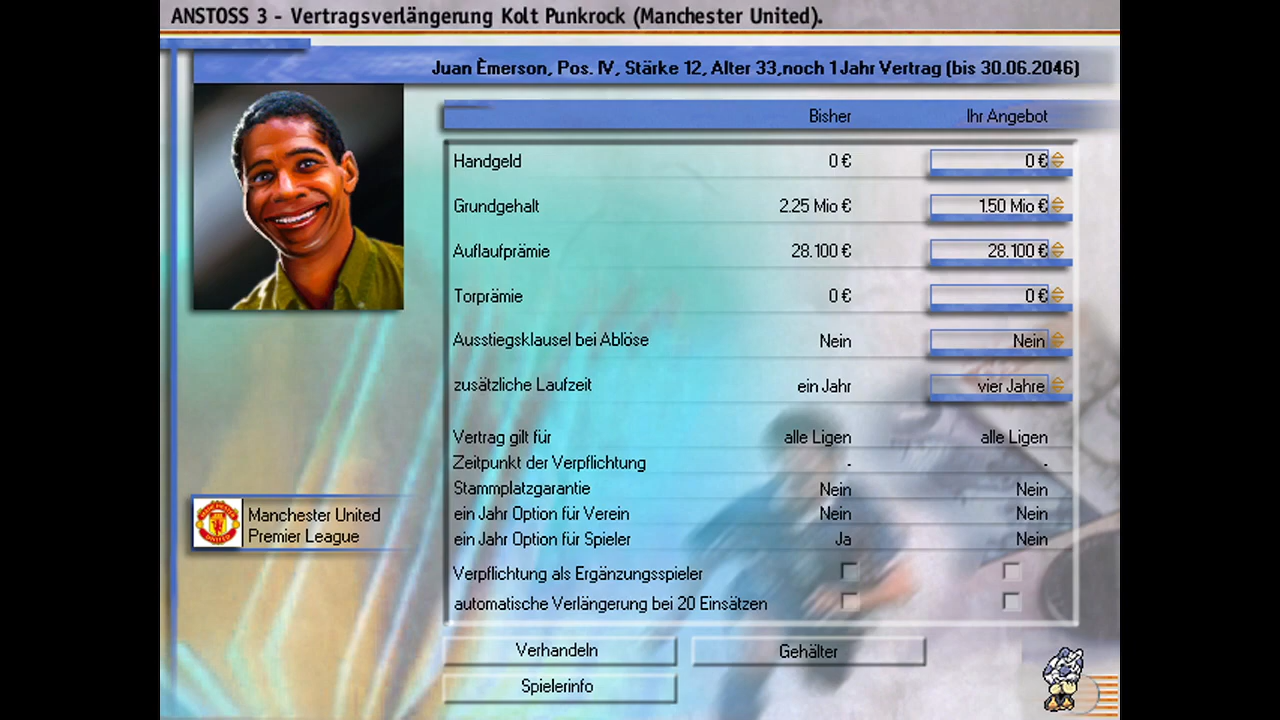 ANSTOSS 3 - Vertragsverlängerung Kolt Punkrock (Manchester United).
Juan Èmerson, Pos. IV, Stärke 12, Alter 33,noch 1 Jahr Vertrag (bis 30.06.2046)
Bisher Ihr Angebot
Handgeld 0 € 0 €
Grundgehalt 2.25 Mio € 1.50 Mio €
Auflaufprämie 28.100 € 28.100 €
Torprämie 0 € 0 €
Ausstiegsklausel bei Ablöse Nein Nein
zusätzliche Laufzeit ein Jahr vier Jahre
Vertrag gilt für alle Ligen alle Ligen
Zeitpunkt der Verpflichtung - -
Stammplatzgarantie Nein Nein
ein Jahr Option für Verein Nein Nein
ein Jahr Option für Spieler Ja Nein
Verpflichtung als Ergänzungsspieler
automatische Verlängerung bei 20 Einsätzen
Manchester United
Premier League
Verhandeln Gehälter
Spielerinfo